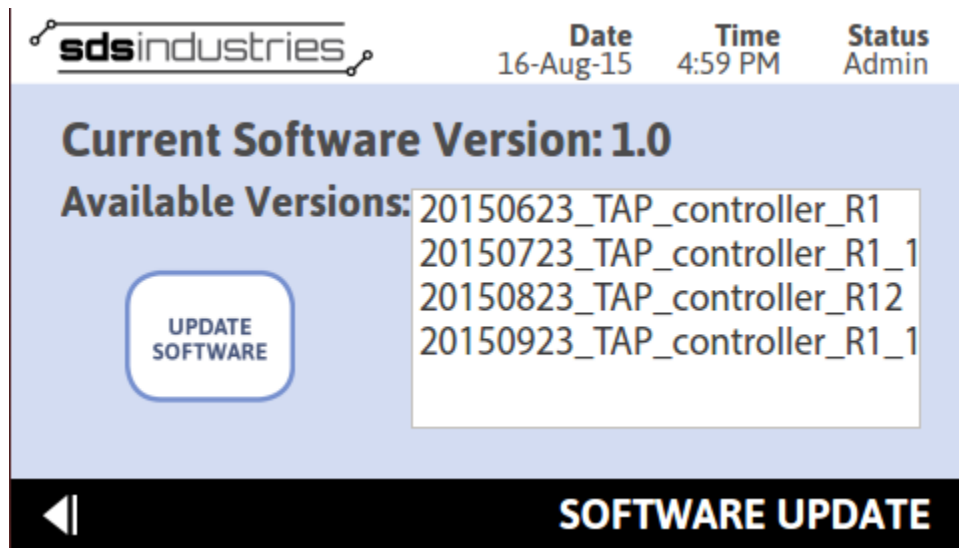 sdsindustries
Date Time Status
16-Aug-15 4:59 PM Admin
Current Software Version: 1.0
Available Versions:
20150623_TAP_controller_R1
20150723_TAP_controller_R1_1
20150823_TAP_controller_R12
20150923_TAP_controller_R1_1
UPDATE
SOFTWARE
SOFTWARE UPDATE